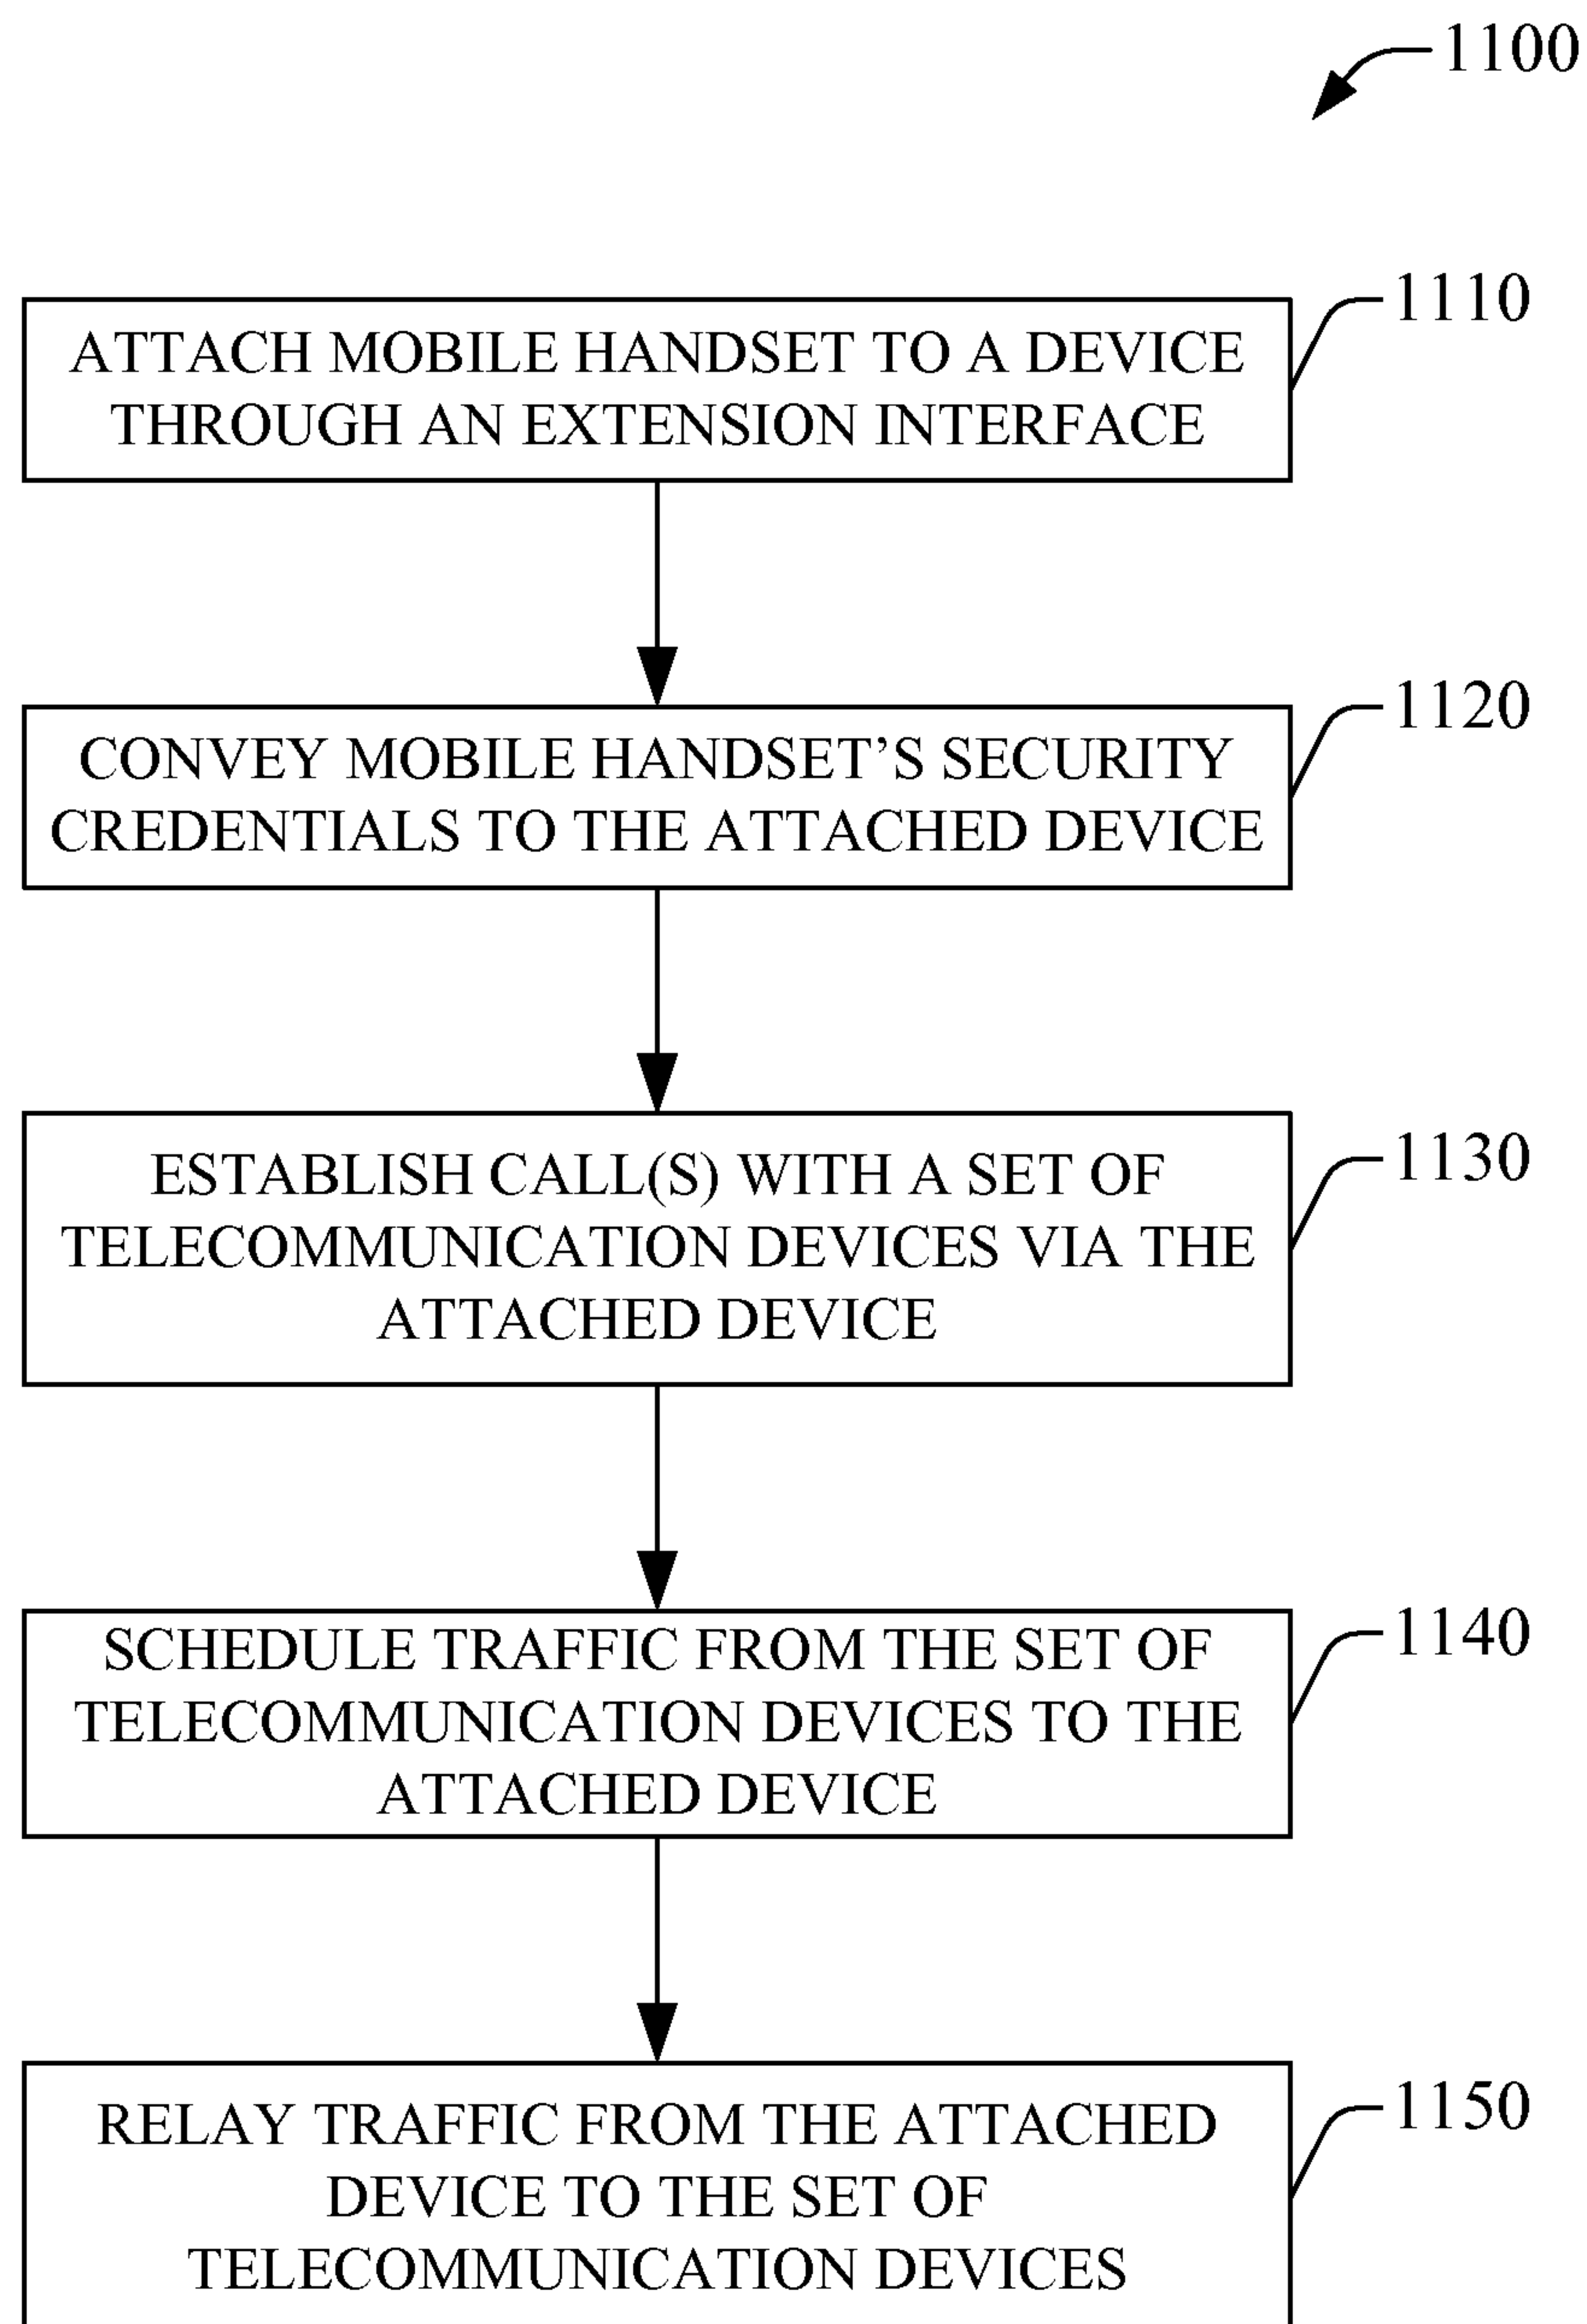 1100
1110
ATTACH MOBILE HANDSET TO A DEVICE
THROUGH AN EXTENSION INTERFACE
1120
CONVEY MOBILE HANDSET’S SECURITY
CREDENTIALS TO THE ATTACHED DEVICE
1130
ESTABLISH CALL(S) WITH A SET OF
TELECOMMUNICATION DEVICES VIA THE
ATTACHED DEVICE
1140
SCHEDULE TRAFFIC FROM THE SET OF
TELECOMMUNICATION DEVICES TO THE
ATTACHED DEVICE
1150
RELAY TRAFFIC FROM THE ATTACHED
DEVICE TO THE SET OF
TELECOMMUNICATION DEVICES